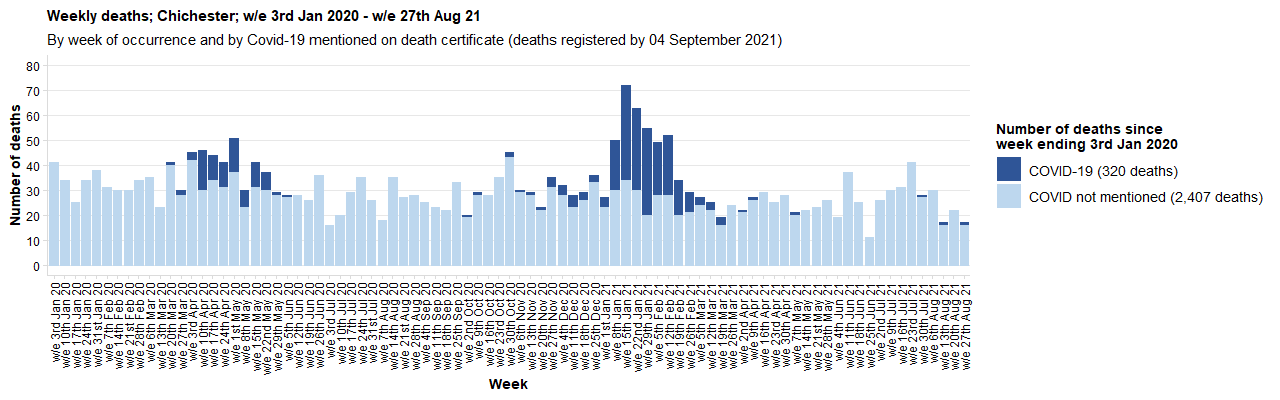 Weekly deaths; Chichester; w/e 3rd Jan 2020 - w/e 27th Aug 21
By week of occurrence and by Covid-19 mentioned on death certificate (deaths registered by 04 September 2021)
Number of deaths
80
70
60
50
40
30
20
10
0
w/e 3rd Jan 20
w/e 10th Jan 20
w/e 17th Jan 20
w/e 24th Jan 20
w/e 31st Jan 20
w/e 7th Feb 20
w/e 14th Feb 20
w/e 21st Feb 20
w/e 28th Feb 20
w/e 6th Mar 20
w/e 13th Mar 20
w/e 20th Mar 20
w/e 27th Mar 20
w/e 3rd Apr 20
w/e 10th Apr 20
w/e 17th Apr 20
w/e 24th Apr 20
w/e 1st May 20
w/e 8th May 20
w/e 15th May 20
w/e 22nd May 20
w/e 29th May 20
w/e 5th Jun 20
w/e 12th Jun 20
w/e 19th Jun 20
w/e 26th Jun 20
w/e 3rd Jul 20
w/e 10th Jul 20
w/e 17th Jul 20
w/e 24th Jul 20
w/e 31st Jul 20
w/e 7th Aug 20
w/e 14th Aug 20
w/e 21st Aug 20
w/e 28th Aug 20
w/e 4th Sep 20
w/e 11th Sep 20
w/e 18th Sep 20
w/e 25th Sep 20
w/e 2nd Oct 20
w/e 9th Oct 20
w/e 16th Oct 20
w/e 23rd Oct 20
w/e 30th Oct 20
w/e 6th Nov 20
w/e 13th Nov 20
w/e 20th Nov 20
w/e 27th Nov 20
w/e 4th Dec 20
w/e 11th Dec 20
w/e 18th Dec 20
w/e 25th Dec 20
w/e 1st Jan 21
w/e 8th Jan 21
w/e 15th Jan 21
w/e 22nd Jan 21
w/e 29th Jan 21
w/e 5th Feb 21
w/e 12th Feb 21
w/e 19th Feb 21
w/e 26th Feb 21
w/e 5th Mar 21
w/e 12th Mar 21
w/e 19th Mar 21
w/e 26th Mar 21
w/e 2nd Apr 21
w/e 9th Apr 21
w/e 16th Apr 21
w/e 23rd Apr 21
w/e 30th Apr 21
w/e 7th May 21
w/e 14th May 21
w/e 21st May 21
w/e 28th May 21
w/e 4th Jun 21
w/e 11th Jun 21
w/e 18th Jun 21
w/e 25th Jun 21
w/e 2nd Jul 21
w/e 9th Jul 21
w/e 16th Jul 21
w/e 23rd Jul 21
w/e 30th Jul 21
w/e 6th Aug 21
w/e 13th Aug 21
w/e 20th Aug 21
w/e 27th Aug 21
Week
Number of deaths since
week ending 3rd Jan 2020
COVID-19 (320 deaths)
COVID not mentioned (2,407 deaths)